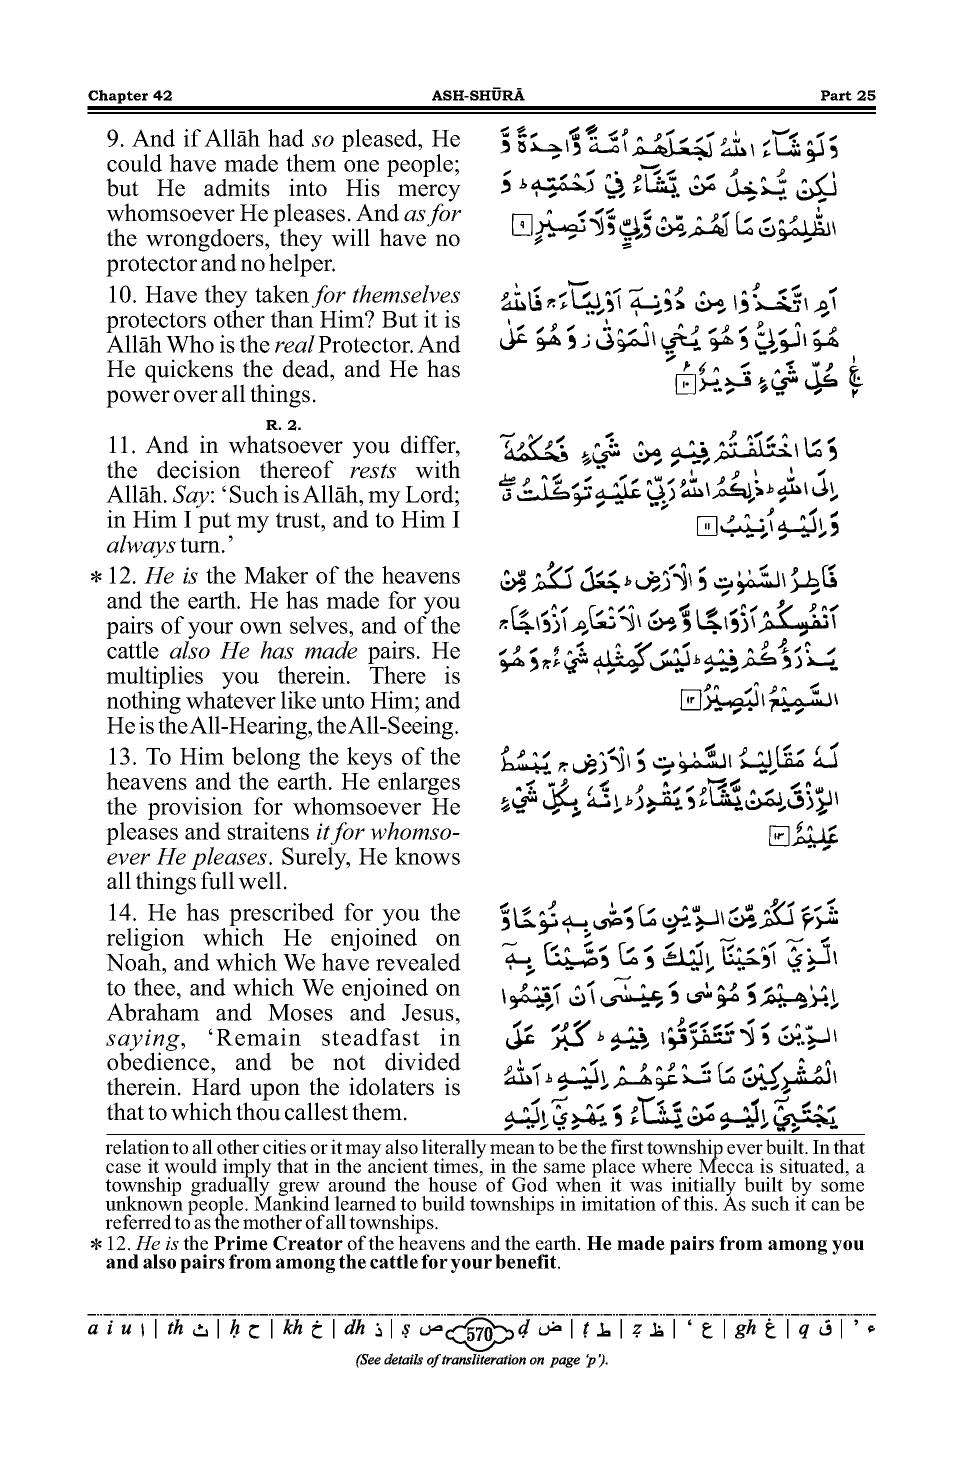 Chapter 42 ASH-SHŪRĀ Part 25
9. And if Allāh had so pleased, He
could have made them one people;
but He admits into His mercy
whomsoever He pleases. And as for
the wrongdoers, they will have no
protector and no helper.
وَلَوْ شَآءَ اللّٰهُ لَجَعَلَهُمْ اُمَّةً وَّاحِدَةً وَّ
لٰكِنْ يُّدْخِلُ مَنْ يَّشَآءُ فِيْ رَحْمَتِهٖ ؕ وَ
الظّٰلِمُوْنَ مَا لَهُمْ مِّنْ وَّلِيٍّ وَّلَا نَصِيْرٍ ۹
10. Have they taken for themselves
protectors other than Him? But it is
Allāh Who is the real Protector. And
He quickens the dead, and He has
power over all things.
اَمِ اتَّخَذُوْا مِنْ دُوْنِهٖۤ اَوْلِيَآءَ ۚ فَاللّٰهُ
هُوَ الْوَلِيُّ وَ هُوَ يُحْيِ الْمَوْتٰى ؗ وَ هُوَ عَلٰى
كُلِّ شَيْءٍ قَدِيْرٌ ۱۰
R. 2.
11. And in whatsoever you differ,
the decision thereof rests with
Allāh. Say: ‘Such is Allāh, my Lord;
in Him I put my trust, and to Him I
always turn.’
وَ مَا اخْتَلَفْتُمْ فِيْهِ مِنْ شَيْءٍ فَحُكْمُهٗۤ
اِلَى اللّٰهِ ؕ ذٰلِكُمُ اللّٰهُ رَبِّيْ عَلَيْهِ تَوَكَّلْتُ ۖ
وَ اِلَيْهِ اُنِيْبُ ۱۱
* 12. He is the Maker of the heavens
and the earth. He has made for you
pairs of your own selves, and of the
cattle also He has made pairs. He
multiplies you therein. There is
nothing whatever like unto Him; and
He is the All-Hearing, the All-Seeing.
فَاطِرُ السَّمٰوٰتِ وَ الْاَرْضِ ؕ جَعَلَ لَكُمْ مِّنْ
اَنْفُسِكُمْ اَزْوَاجًا وَّ مِنَ الْاَنْعَامِ اَزْوَاجًا ۚ
يَذْرَؤُكُمْ فِيْهِ ؕ لَيْسَ كَمِثْلِهٖ شَيْءٌ ۚ وَ هُوَ
السَّمِيْعُ الْبَصِيْرُ ۱۲
13. To Him belong the keys of the
heavens and the earth. He enlarges
the provision for whomsoever He
pleases and straitens it for whomso-
ever He pleases. Surely, He knows
all things full well.
لَهٗ مَقَالِيْدُ السَّمٰوٰتِ وَ الْاَرْضِ ۚ يَبْسُطُ
الرِّزْقَ لِمَنْ يَّشَآءُ وَ يَقْدِرُ ؕ اِنَّهٗ بِكُلِّ شَيْءٍ
عَلِيْمٌ ۱۳
14. He has prescribed for you the
religion which He enjoined on
Noah, and which We have revealed
to thee, and which We enjoined on
Abraham and Moses and Jesus,
saying, ‘Remain steadfast in
obedience, and be not divided
therein. Hard upon the idolaters is
that to which thou callest them.
شَرَعَ لَكُمْ مِّنَ الدِّيْنِ مَا وَصّٰى بِهٖ نُوْحًا وَّ
الَّذِيْۤ اَوْحَيْنَاۤ اِلَيْكَ وَ مَا وَصَّيْنَا بِهٖۤ
اِبْرٰهِيْمَ وَ مُوْسٰى وَ عِيْسٰۤى اَنْ اَقِيْمُوا
الدِّيْنَ وَ لَا تَتَفَرَّقُوْا فِيْهِ ؕ كَبُرَ عَلَى
الْمُشْرِكِيْنَ مَا تَدْعُوْهُمْ اِلَيْهِ ؕ اَللّٰهُ
يَجْتَبِيْۤ اِلَيْهِ مَنْ يَّشَآءُ وَ يَهْدِيْۤ اِلَيْهِ
relation to all other cities or it may also literally mean to be the first township ever built. In that
case it would imply that in the ancient times, in the same place where Mecca is situated, a
township gradually grew around the house of God when it was initially built by some
unknown people. Mankind learned to build townships in imitation of this. As such it can be
referred to as the mother of all townships.
* 12. He is the Prime Creator of the heavens and the earth. He made pairs from among you
and also pairs from among the cattle for your benefit.
a i u ا | th ث | ḥ ح | kh خ | dh ذ | ṣ ص 570 ḍ ض | ṭ ط | ẓ ظ | ‘ ع | gh غ | q ق | ’ ء
(See details of transliteration on page ‘p’).